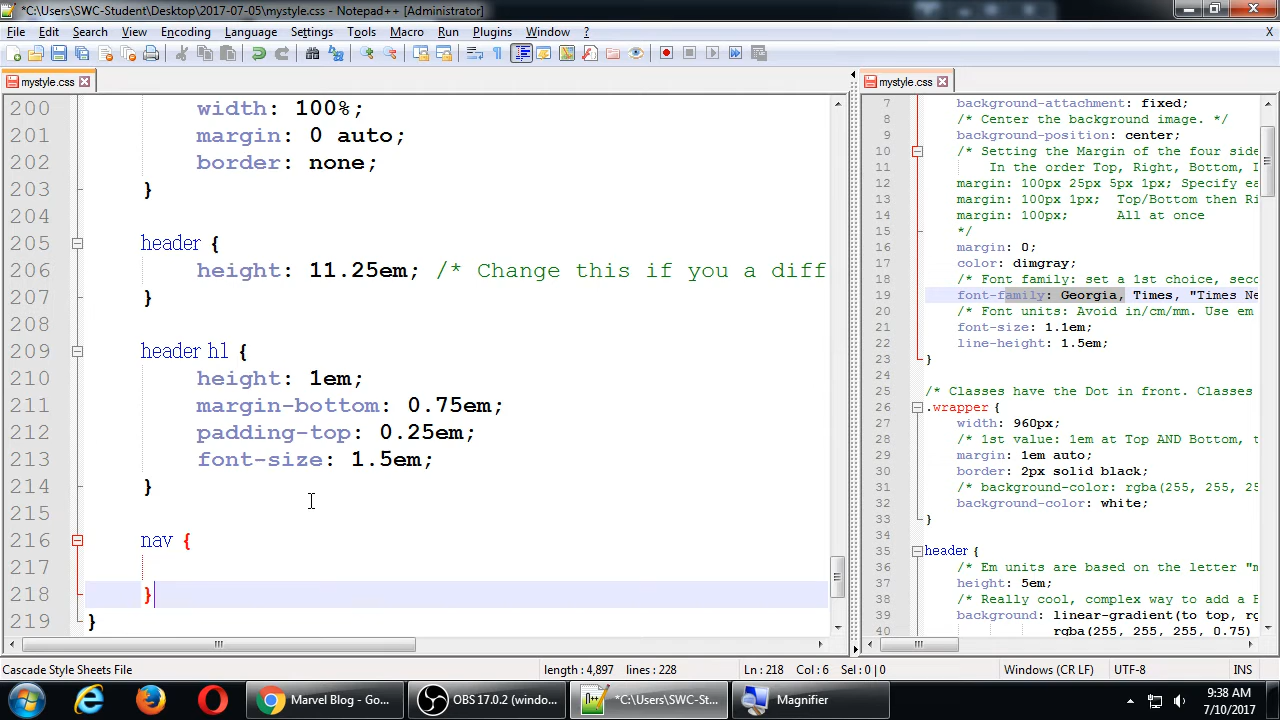 *C:\Users\SWC-Student\Desktop\2017-07-05\mystyle.css - Notepad++ [Administrator]
File Edit Search View Encoding Language Settings Tools Macro Run Plugins Window ? X
mystyle.css
200 width: 100%;
201 margin: 0 auto;
202 border: none;
203 }
204
205 header {
206 height: 11.25em; /* Change this if you a diff
207 }
208
209 header h1 {
210 height: 1em;
211 margin-bottom: 0.75em;
212 padding-top: 0.25em;
213 font-size: 1.5em;
214 }
215
216 nav {
217
218 }
219 }
mystyle.css
7 background-attachment: fixed;
8 /* Center the background image. */
9 background-position: center;
10 /* Setting the Margin of the four side
11 In the order Top, Right, Bottom,
12 margin: 100px 25px 5px 1px; Specify ea
13 margin: 100px 1px; Top/Bottom then Ri
14 margin: 100px; All at once
15 */
16 margin: 0;
17 color: dimgray;
18 /* Font family: set a 1st choice, seco
19 font-family: Georgia, Times, "Times Ne
20 /* Font units: Avoid in/cm/mm. Use em
21 font-size: 1.1em;
22 line-height: 1.5em;
23 }
24
25 /* Classes have the Dot in front. Classes
26 .wrapper {
27 width: 960px;
28 /* 1st value: 1em at Top AND Bottom, t
29 margin: 1em auto;
30 border: 2px solid black;
31 /* background-color: rgba(255, 255, 25
32 background-color: white;
33 }
34
35 header {
36 /* Em units are based on the letter "m
37 height: 5em;
38 /* Really cool, complex way to add a
39 background: linear-gradient(to top, rg
40 rgba(255, 255, 255, 0.75)
Cascade Style Sheets File length : 4,897 lines : 228 Ln : 218 Col : 6 Sel : 0 | 0 Windows (CR LF) UTF-8 INS
Marvel Blog - Go... OBS 17.0.2 (windo... *C:\Users\SWC-St... Magnifier
9:38 AM
7/10/2017